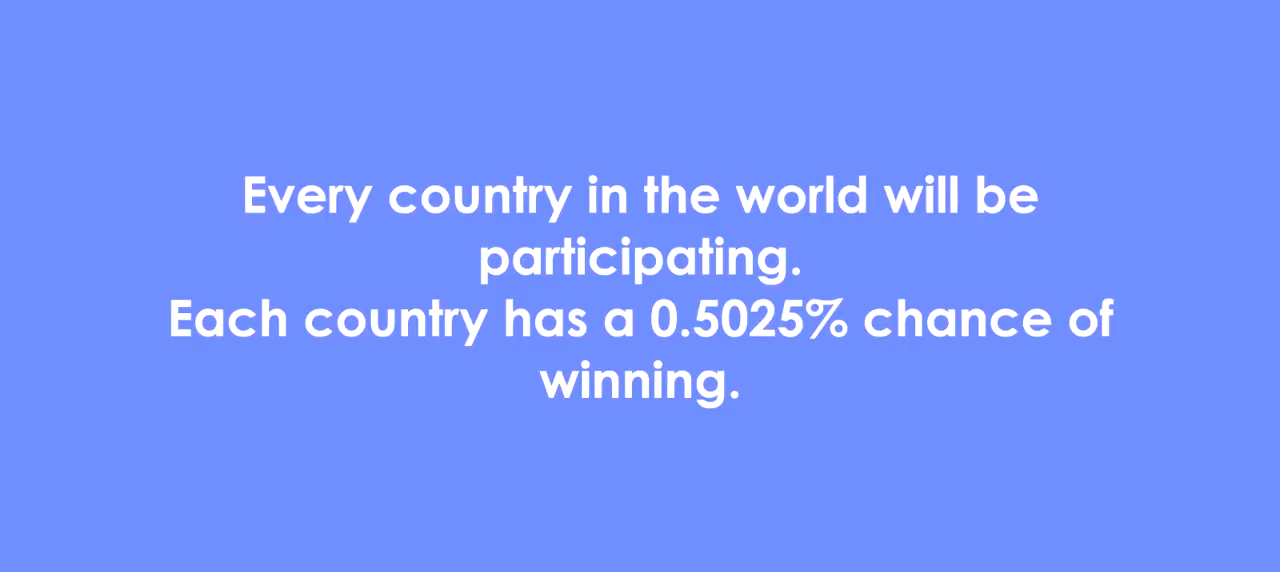 Every country in the world will be
participating.
Each country has a 0.5025% chance of
winning.